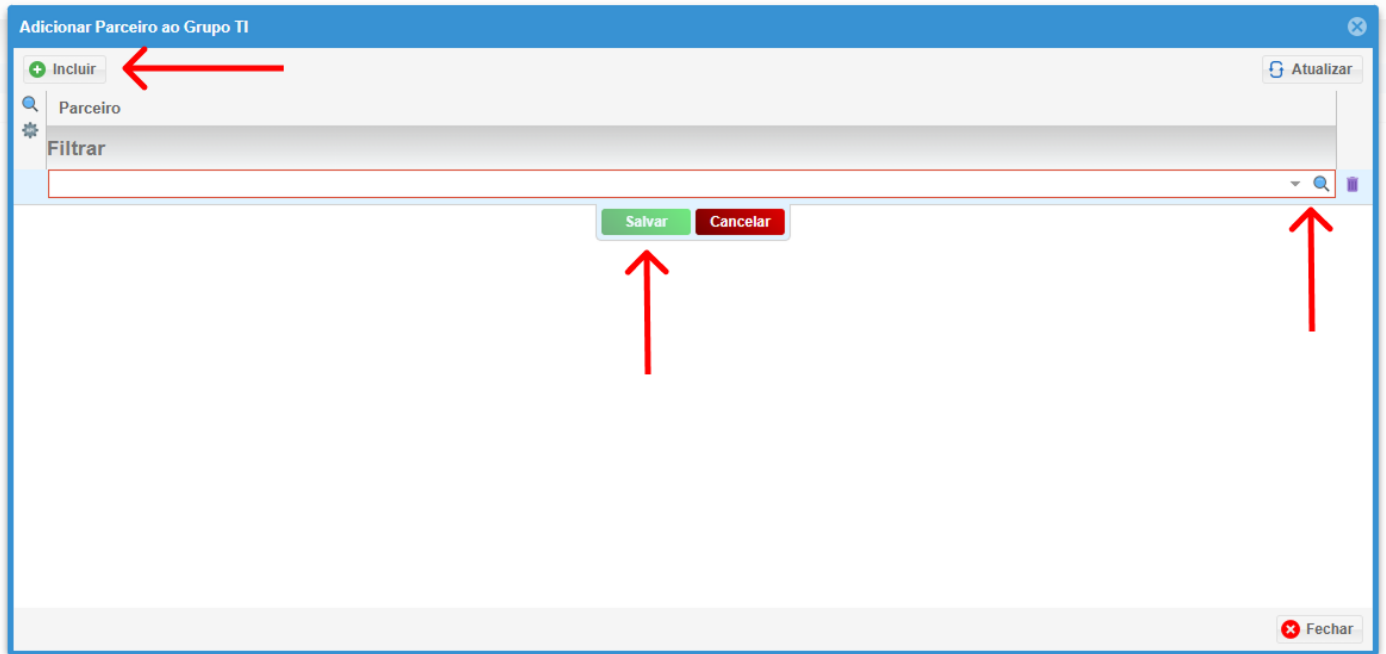 Adicionar Parceiro ao Grupo TI
Incluir
Atualizar
Parceiro
Filtrar
Salvar
Cancelar
Fechar